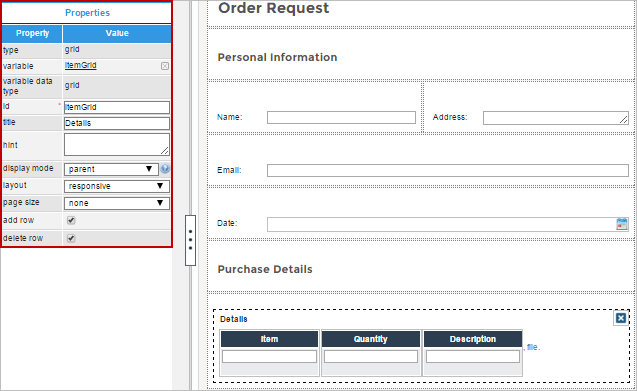 Properties
Property Value
type grid
variable itemGrid
variable data type grid
id * itemGrid
title Details
hint
display mode parent
layout responsive
page size none
add row
delete row
Order Request
Personal Information
Name: Address:
Email:
Date:
Purchase Details
Details
Item Quantity Description
, file.